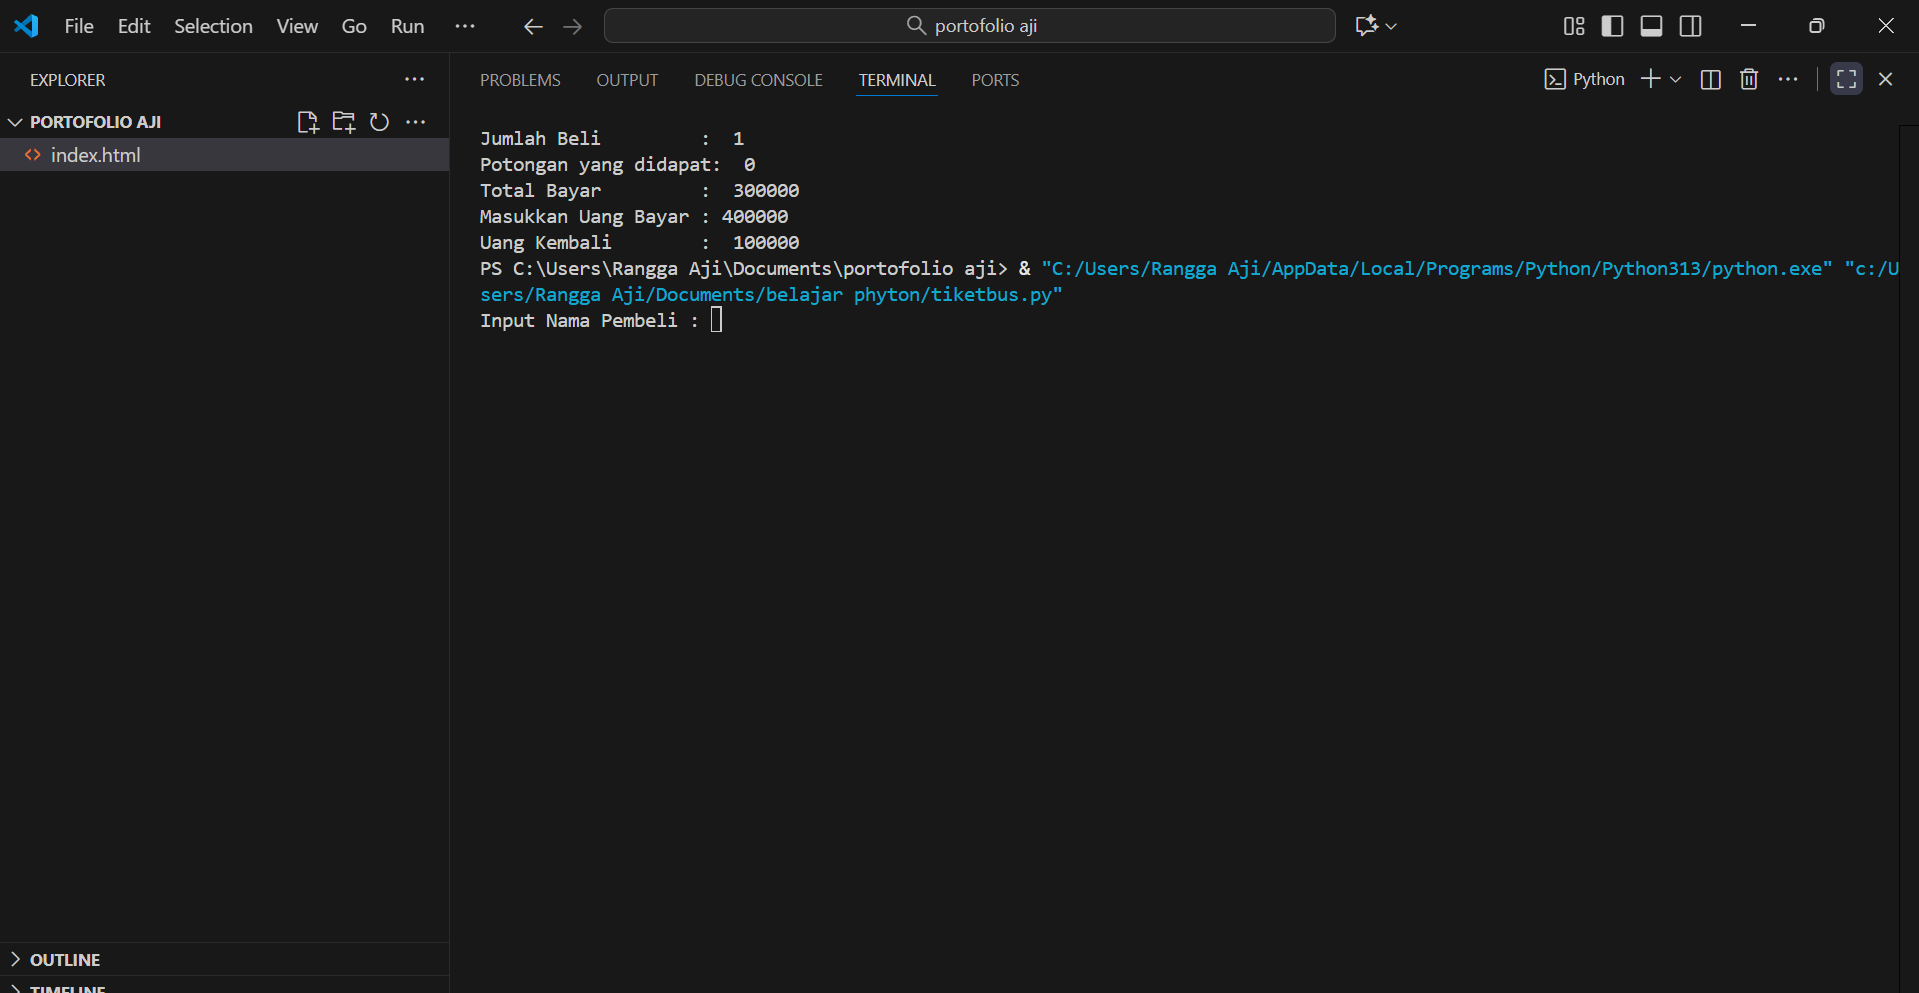 File Edit Selection View Go Run ...
portofolio aji
EXPLORER
PORTOFOLIO AJI
index.html
OUTLINE
TIMELINE
PROBLEMS OUTPUT DEBUG CONSOLE TERMINAL PORTS
Python
Jumlah Beli : 1
Potongan yang didapat: 0
Total Bayar : 300000
Masukkan Uang Bayar : 400000
Uang Kembali : 100000
PS C:\Users\Rangga Aji\Documents\portofolio aji> & "C:/Users/Rangga Aji/AppData/Local/Programs/Python/Python313/python.exe" "c:/U
sers/Rangga Aji/Documents/belajar phyton/tiketbus.py"
Input Nama Pembeli :